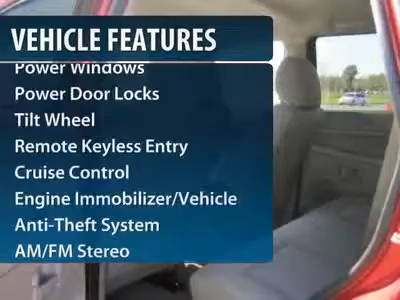 VEHICLE FEATURES
Power Windows
Power Door Locks
Tilt Wheel
Remote Keyless Entry
Cruise Control
Engine Immobilizer/Vehicle
Anti-Theft System
AM/FM Stereo